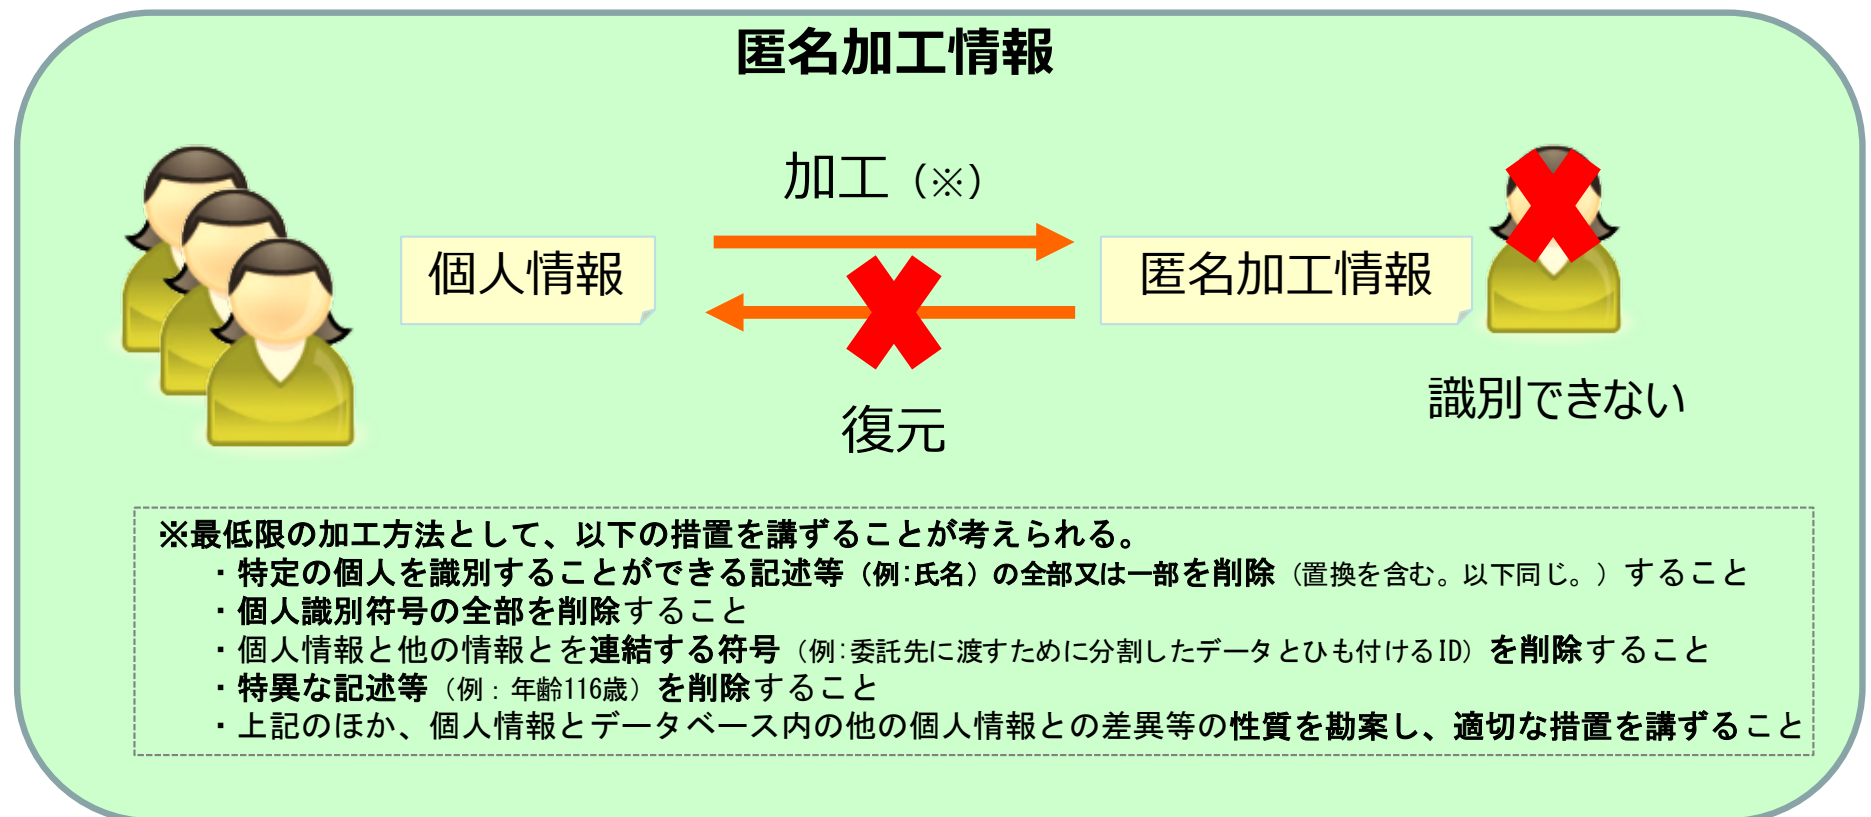 匿名加工情報
加工（※）
個人情報
匿名加工情報
復元
識別できない
※最低限の加工方法として、以下の措置を講ずることが考えられる。
・特定の個人を識別することができる記述等（例:氏名）の全部又は一部を削除（置換を含む。以下同じ。）すること
・個人識別符号の全部を削除すること
・個人情報と他の情報とを連結する符号（例:委託先に渡すために分割したデータとひも付けるID）を削除すること
・特異な記述等（例：年齢116歳）を削除すること
・上記のほか、個人情報とデータベース内の他の個人情報との差異等の性質を勘案し、適切な措置を講ずること